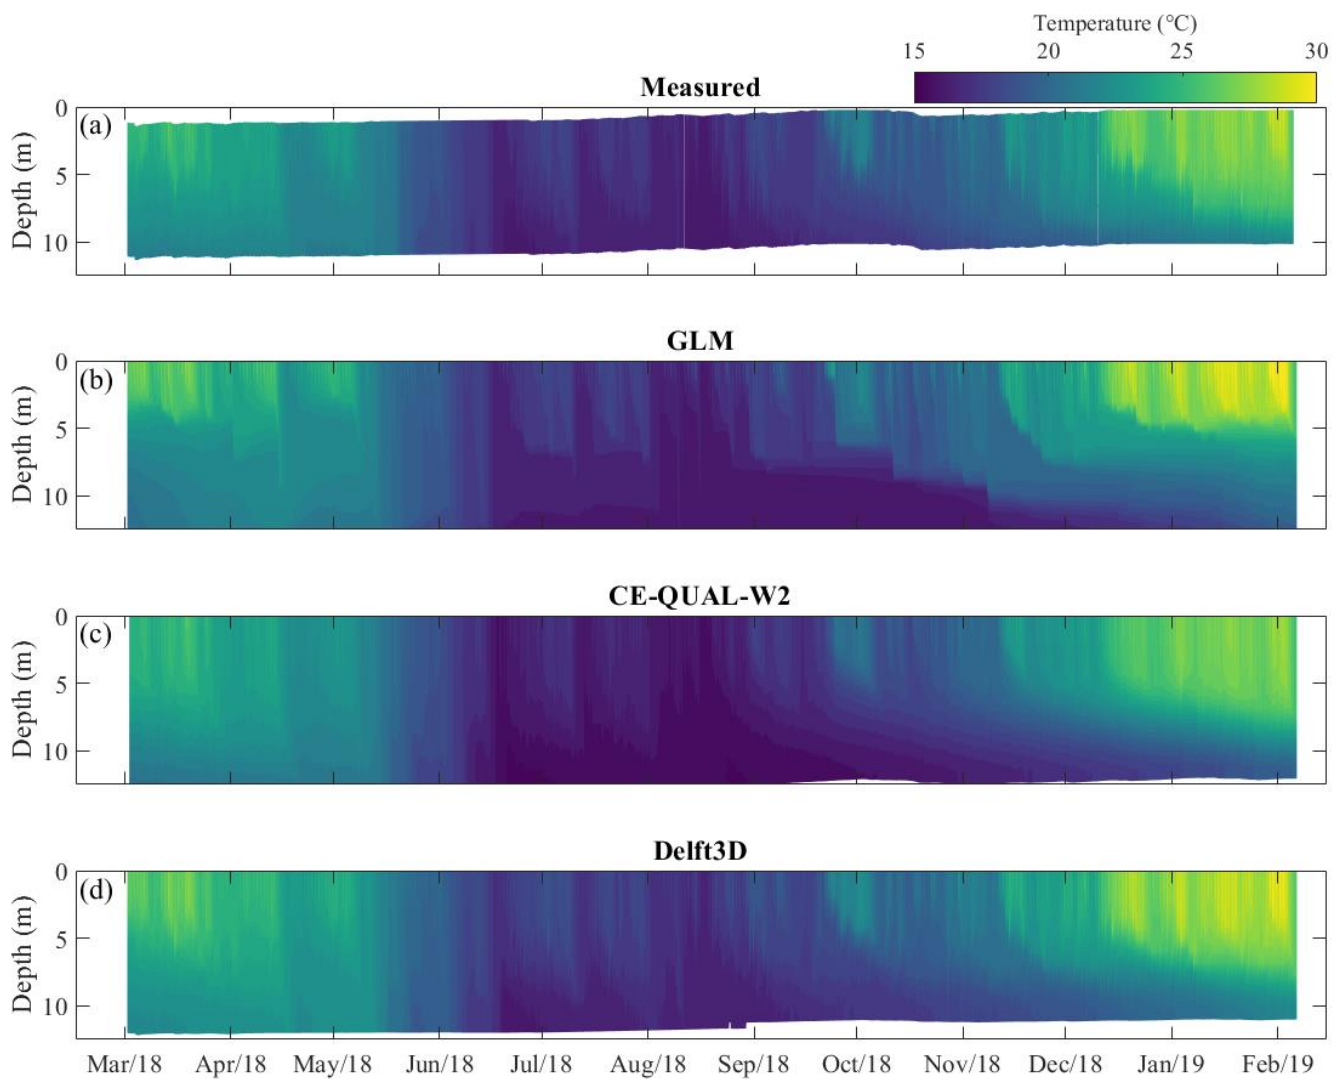 Temperature (°C)
15 20 25 30
Measured
(a)
0
5
10
Depth (m)
GLM
(b)
0
5
10
Depth (m)
CE-QUAL-W2
(c)
0
5
10
Depth (m)
Delft3D
(d)
0
5
10
Depth (m)
Mar/18 Apr/18 May/18 Jun/18 Jul/18 Aug/18 Sep/18 Oct/18 Nov/18 Dec/18 Jan/19 Feb/19